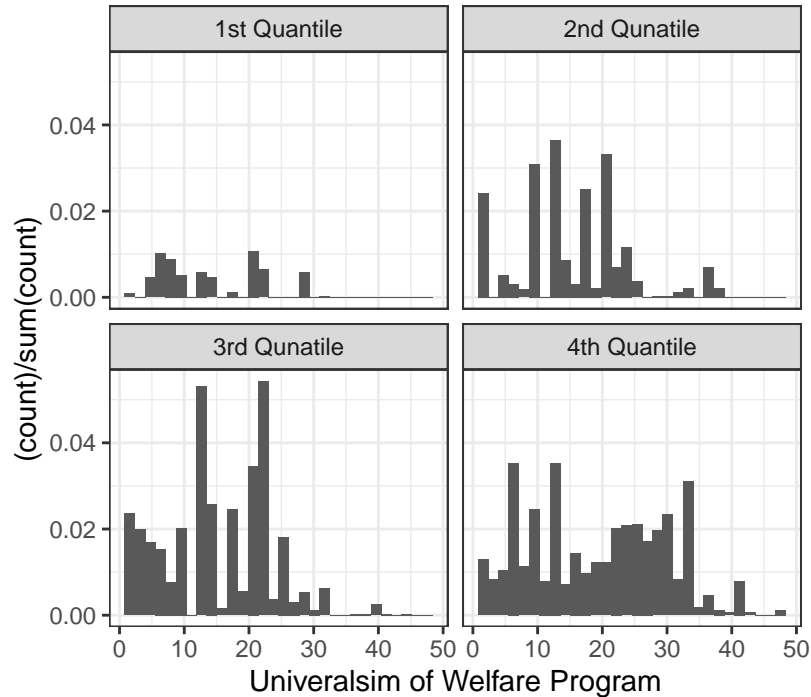 1st Quantile
2nd Qunatile
0.04
0.02
0.00
3rd Qunatile
4th Quantile
0.04
0.02
0.00
0 10 20 30 40 50
0 10 20 30 40 50
(count)/sum(count)
Univeralsim of Welfare Program